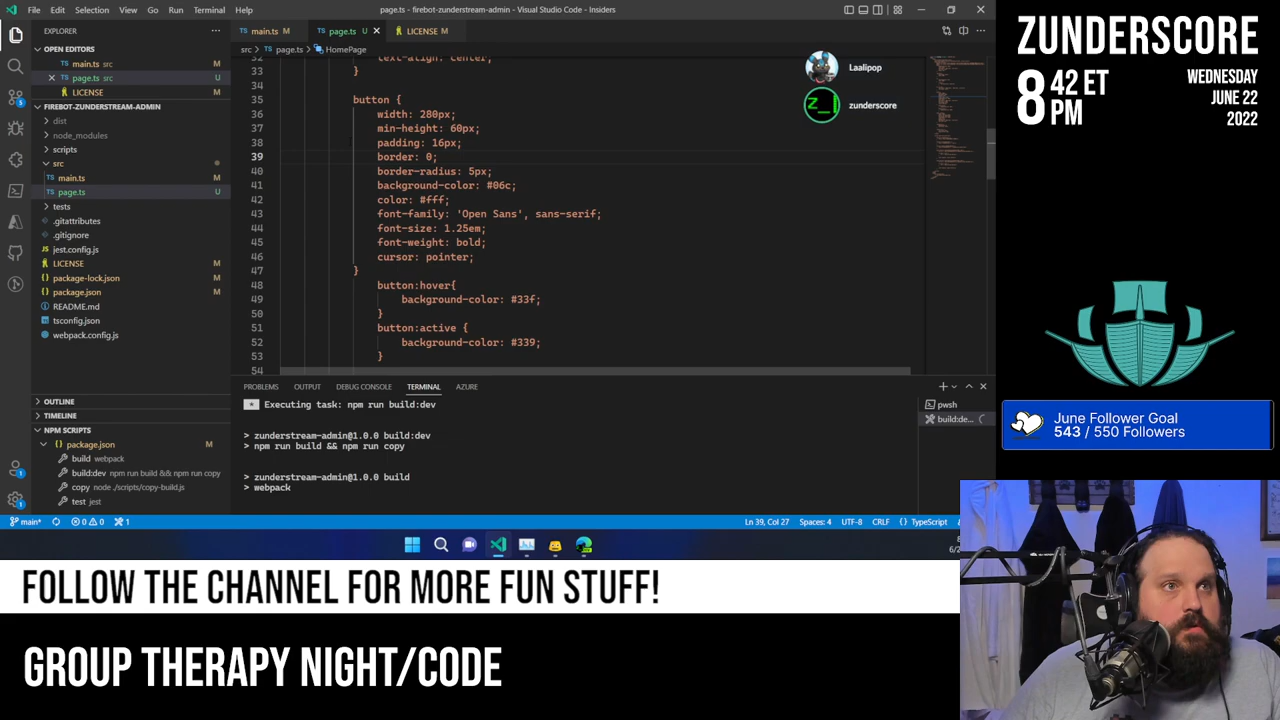 File Edit Selection View Go Run Terminal Help
page.ts - firebot-zunderstream-admin - Visual Studio Code - Insiders
EXPLORER
OPEN EDITORS
main.ts src M
page.ts src U
LICENSE M
FIREBOT-ZUNDERSTREAM-ADMIN
dist
node_modules
scripts
src
main.ts M
page.ts U
tests
.gitattributes
.gitignore
jest.config.js
LICENSE M
package-lock.json M
package.json M
README.md
tsconfig.json
webpack.config.js
OUTLINE
TIMELINE
NPM SCRIPTS
package.json M
build webpack
build:dev npm run build && npm run copy
copy node ./scripts/copy-build.js
test jest
main.ts M
page.ts U
LICENSE M
src > page.ts > HomePage
32 text-align: center;
33 }
34
35 button {
36 width: 280px;
37 min-height: 60px;
38 padding: 16px;
39 border: 0;
40 border-radius: 5px;
41 background-color: #06c;
42 color: #fff;
43 font-family: 'Open Sans', sans-serif;
44 font-size: 1.25em;
45 font-weight: bold;
46 cursor: pointer;
47 }
48 button:hover{
49 background-color: #33f;
50 }
51 button:active {
52 background-color: #339;
53 }
54
Laalipop
z_ zunderscore
PROBLEMS OUTPUT DEBUG CONSOLE TERMINAL AZURE
* Executing task: npm run build:dev
> zunderstream-admin@1.0.0 build:dev
> npm run build && npm run copy
> zunderstream-admin@1.0.0 build
> webpack
pwsh
build:de...
main* 0 0 1
Ln 39, Col 27 Spaces: 4 UTF-8 CRLF {} TypeScript
ZUNDERSCORE
8 42 ET PM
WEDNESDAY
JUNE 22
2022
June Follower Goal
543 / 550 Followers
FOLLOW THE CHANNEL FOR MORE FUN STUFF!
GROUP THERAPY NIGHT/CODE